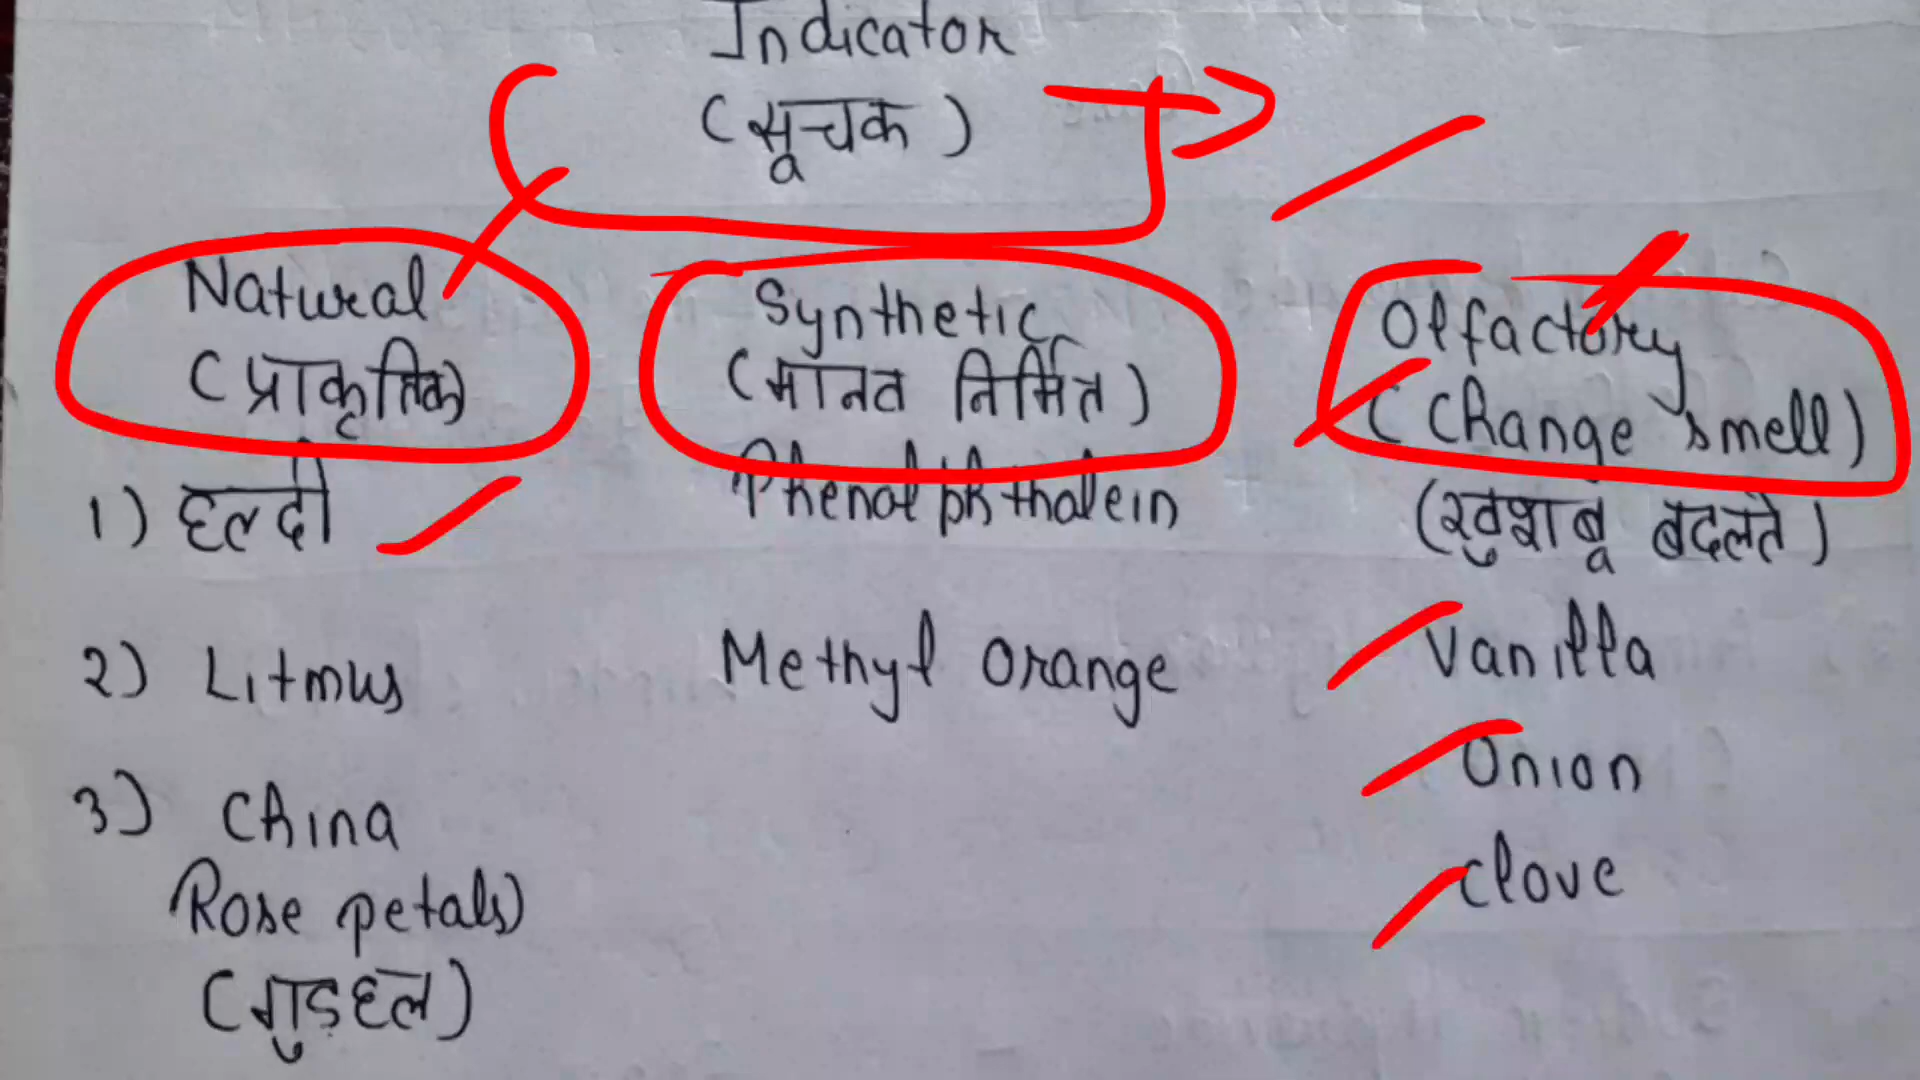 Indicator
(सूचक)
Natural
(प्राकृतिक)
1) हल्दी
2) Litmus
3) China
Rose petals)
(गुड़हल)
Synthetic
(मानव निर्मित)
Phenolphthalein
Methyl Orange
Olfactory
(Change smell)
(खुशबू बदलते)
Vanilla
Onion
Clove